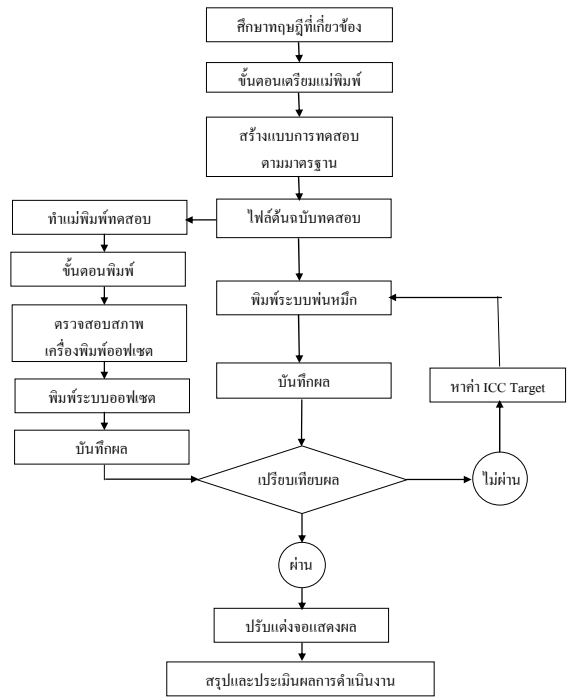 ศึกษาทฤษฎีที่เกี่ยวข้อง
ขั้นตอนเตรียมแม่พิมพ์
สร้างแบบการทดสอบ
ตามมาตรฐาน
ทำแม่พิมพ์ทดสอบ
ไฟล์ต้นฉบับทดสอบ
ขั้นตอนพิมพ์
พิมพ์ระบบพ่นหมึก
ตรวจสอบสภาพ
เครื่องพิมพ์ออฟเซต
บันทึกผล
หาค่า ICC Target
พิมพ์ระบบออฟเซต
บันทึกผล
เปรียบเทียบผล
ไม่ผ่าน
ผ่าน
ปรับแต่งจอแสดงผล
สรุปและประเมินผลการดำเนินงาน